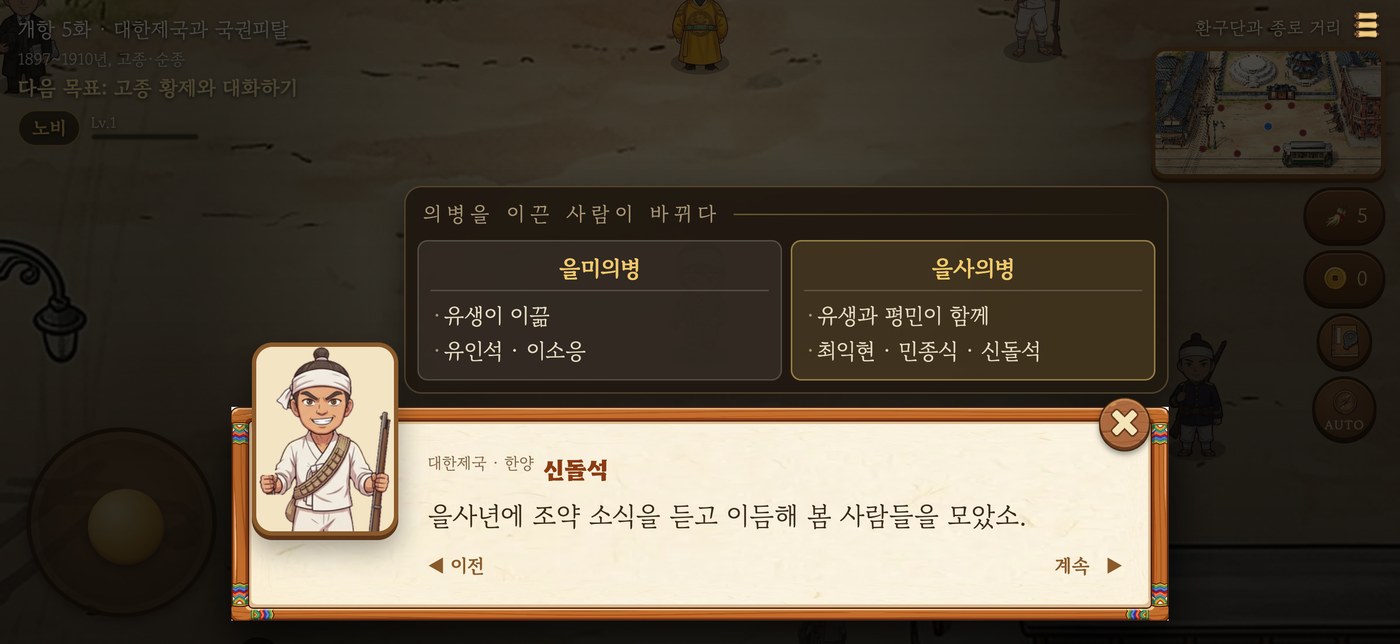 개항 5화 · 대한제국과 국권피탈
1897~1910년, 고종·순종
다음 목표: 고종 황제와 대화하기
노비 Lv.1
환구단과 종로 거리
5
0
AUTO
의병을 이끈 사람이 바뀌다
을미의병
·유생이 이끎
·유인석 · 이소응
을사의병
·유생과 평민이 함께
·최익현 · 민종식 · 신돌석
대한제국 · 한양 신돌석
을사년에 조약 소식을 듣고 이듬해 봄 사람들을 모았소.
◀ 이전
계속 ▶